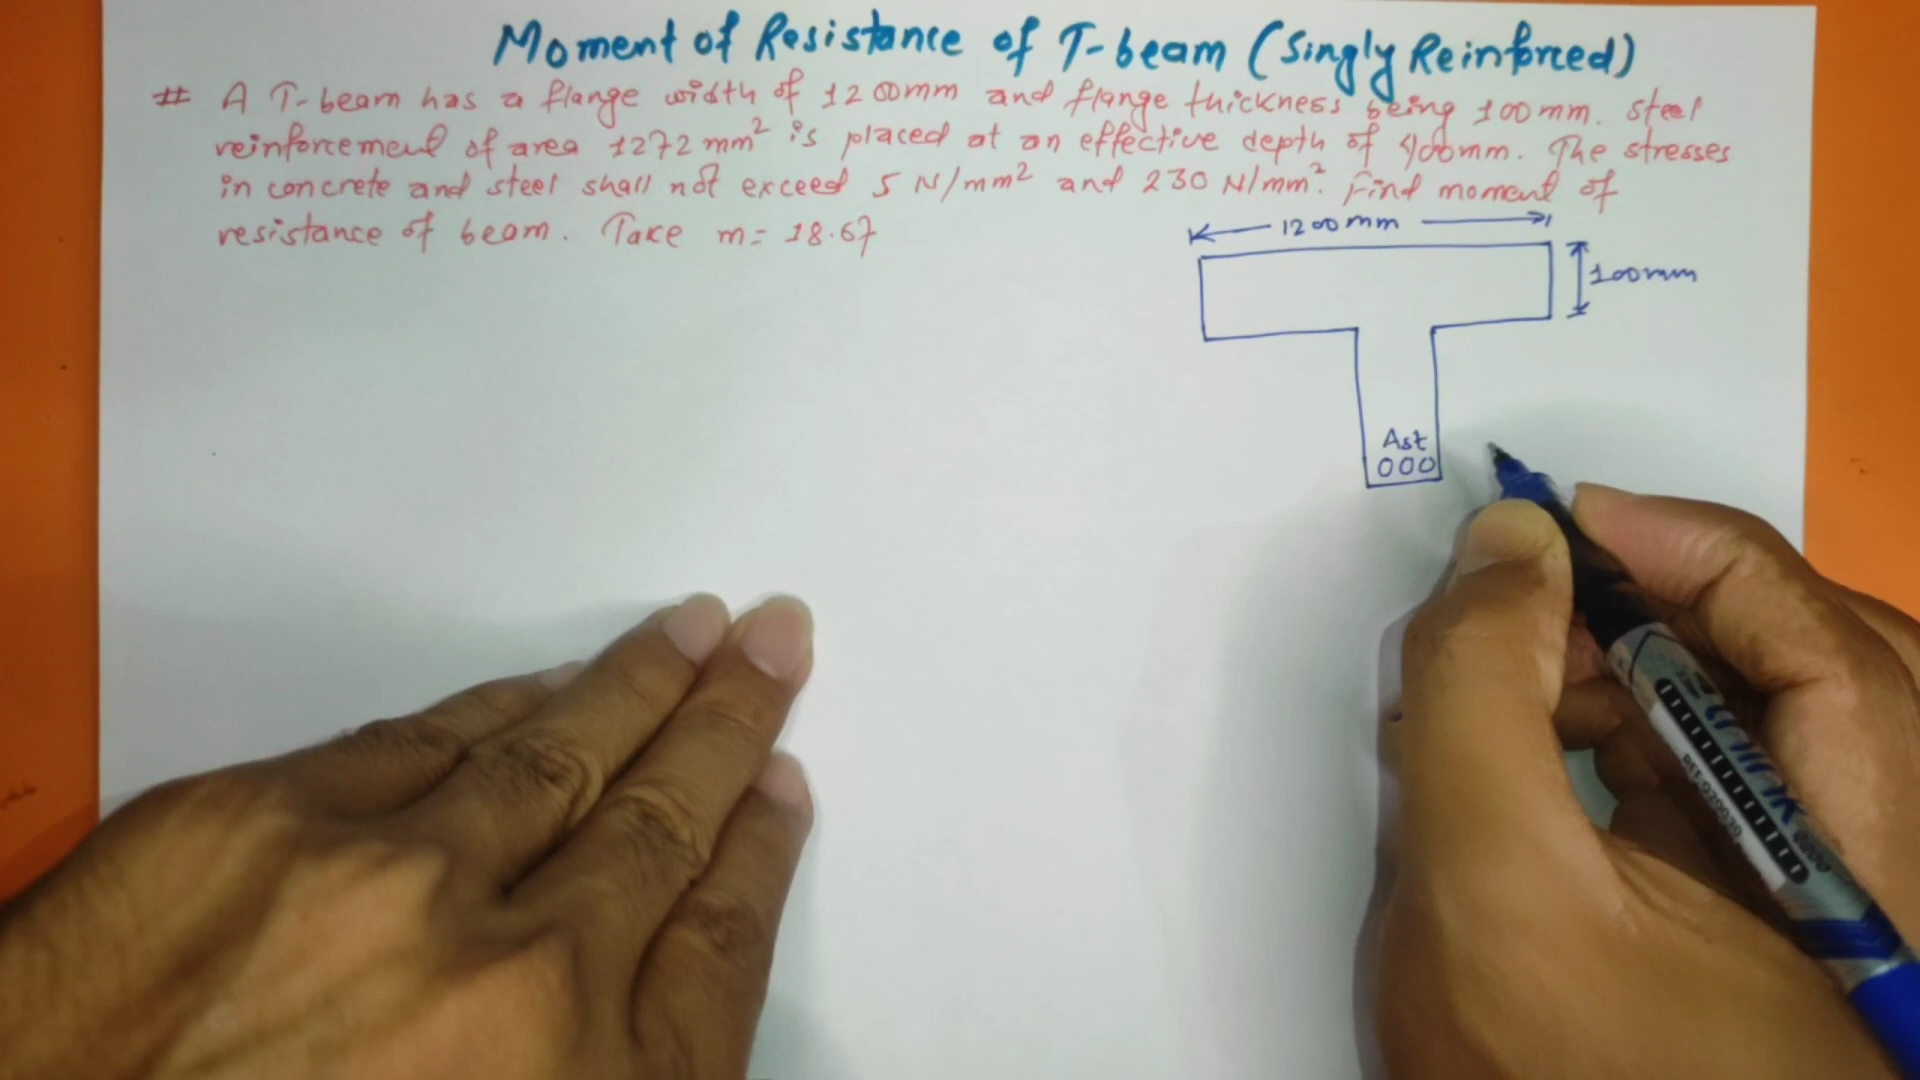 Moment of Resistance of T-beam (Singly Reinforced)
# A T-beam has a flange width of 1200mm and flange thickness being 100mm. Steel
reinforcement of area 1272 mm² is placed at an effective depth of 400mm. The stresses
in concrete and steel shall not exceed 5 N/mm² and 230 N/mm². Find moment of
resistance of beam. Take m= 18.67
1200mm
100mm
Ast
000